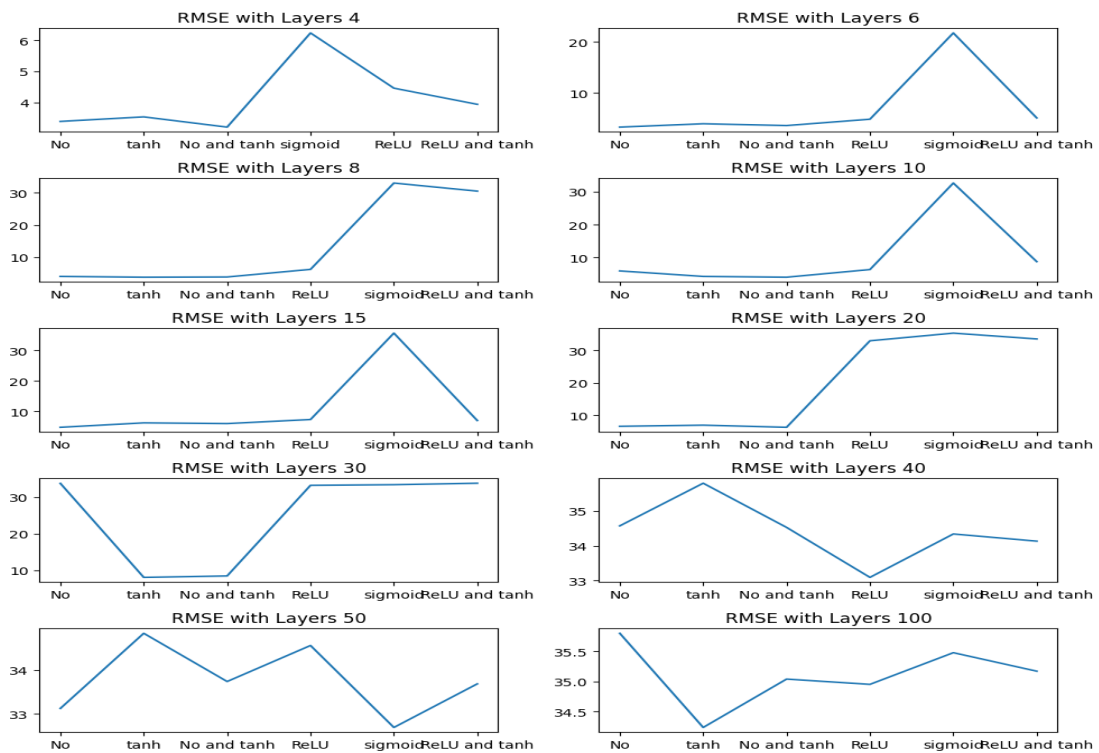 RMSE with Layers 4
6
5
4
No tanh No and tanh sigmoid ReLU ReLU and tanh
RMSE with Layers 6
20
10
No tanh No and tanh ReLU sigmoid ReLU and tanh
RMSE with Layers 8
30
20
10
No tanh No and tanh ReLU sigmoid ReLU and tanh
RMSE with Layers 10
30
20
10
No tanh No and tanh ReLU sigmoid ReLU and tanh
RMSE with Layers 15
30
20
10
No tanh No and tanh ReLU sigmoid ReLU and tanh
RMSE with Layers 20
30
20
10
No tanh No and tanh ReLU sigmoid ReLU and tanh
RMSE with Layers 30
30
20
10
No tanh No and tanh ReLU sigmoid ReLU and tanh
RMSE with Layers 40
35
34
33
No tanh No and tanh ReLU sigmoid ReLU and tanh
RMSE with Layers 50
34
33
No tanh No and tanh ReLU sigmoid ReLU and tanh
RMSE with Layers 100
35.5
35.0
34.5
No tanh No and tanh ReLU sigmoid ReLU and tanh